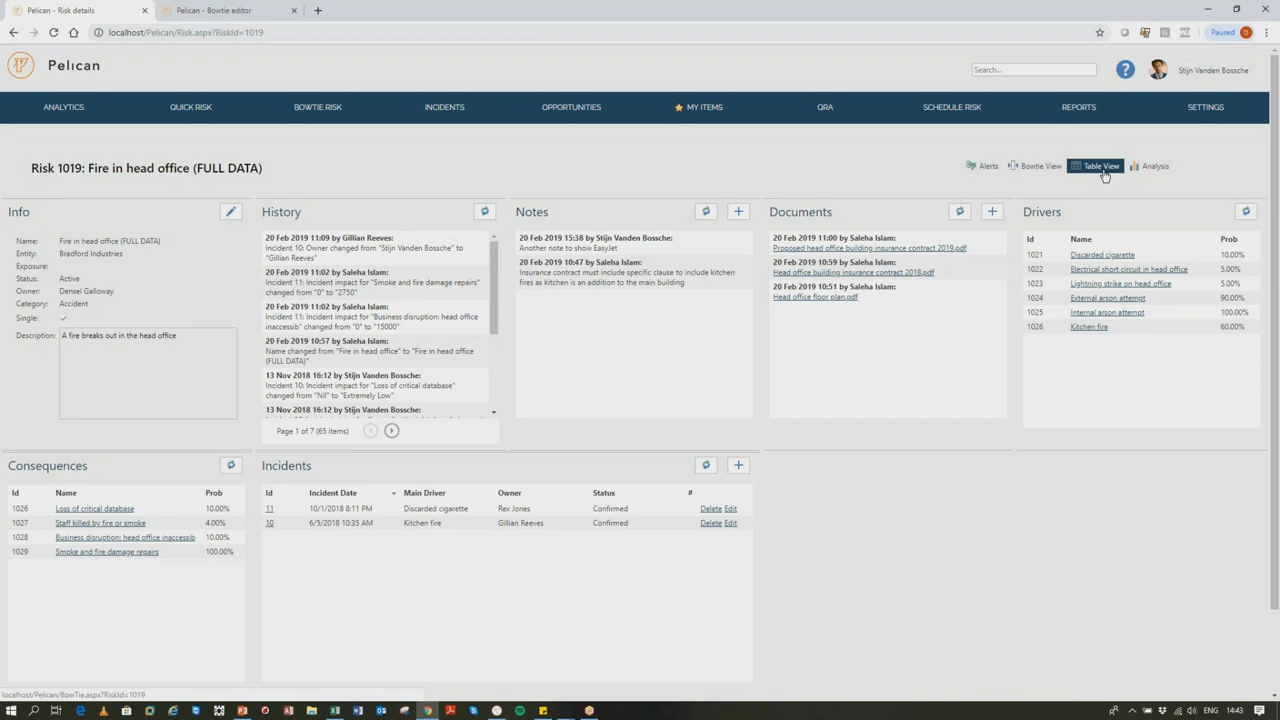 Pelican - Risk details
Pelican - Bowtie editor
localhost/Pelican/Risk.aspx?RiskId=1019
Paused
Pelican
Search...
?
Stijn Vanden Bossche
ANALYTICS
QUICK RISK
BOWTIE RISK
INCIDENTS
OPPORTUNITIES
MY ITEMS
QRA
SCHEDULE RISK
REPORTS
SETTINGS
Risk 1019: Fire in head office (FULL DATA)
Alerts
Bowtie View
Table View
Analysis
Info
Name: Fire in head office (FULL DATA)
Entity: Bradford Industries
Exposure:
Status: Active
Owner: Densel Galloway
Category: Accident
Single: ✓
Description: A fire breaks out in the head office
History
20 Feb 2019 11:09 by Gillian Reeves:
Incident 10: Owner changed from "Stijn Vanden Bossche" to
"Gillian Reeves"
20 Feb 2019 11:02 by Saleha Islam:
Incident 11: Incident impact for "Smoke and fire damage repairs"
changed from "0" to "2750"
20 Feb 2019 11:02 by Saleha Islam:
Incident 11: Incident impact for "Business disruption: head office
inaccessib" changed from "0" to "15000"
20 Feb 2019 10:57 by Saleha Islam:
Name changed from "Fire in head office" to "Fire in head office
(FULL DATA)"
13 Nov 2018 16:12 by Stijn Vanden Bossche:
Incident 10: Incident impact for "Loss of critical database"
changed from "Nil" to "Extremely Low"
13 Nov 2018 16:12 by Stijn Vanden Bossche:
Page 1 of 7 (65 items)
Notes
20 Feb 2019 15:38 by Stijn Vanden Bossche:
Another note to show EasyJet
20 Feb 2019 10:47 by Saleha Islam:
Insurance contract must include specific clause to include kitchen
fires as kitchen is an addition to the main building
Documents
20 Feb 2019 11:00 by Saleha Islam:
Proposed head office building insurance contract 2019.pdf
20 Feb 2019 10:59 by Saleha Islam:
Head office building insurance contract 2018.pdf
20 Feb 2019 10:51 by Saleha Islam:
Head office floor plan.pdf
Drivers
Id Name Prob
1021 Discarded cigarette 10.00%
1022 Electrical short circuit in head office 5.00%
1023 Lightning strike on head office 5.00%
1024 External arson attempt 90.00%
1025 Internal arson attempt 100.00%
1026 Kitchen fire 60.00%
Consequences
Id Name Prob
1026 Loss of critical database 10.00%
1027 Staff killed by fire or smoke 4.00%
1028 Business disruption: head office inaccessib 10.00%
1029 Smoke and fire damage repairs 100.00%
Incidents
Id Incident Date Main Driver Owner Status #
11 10/1/2018 8:11 PM Discarded cigarette Rex Jones Confirmed Delete Edit
10 6/5/2018 10:35 AM Kitchen fire Gillian Reeves Confirmed Delete Edit
localhost/Pelican/BowTie.aspx?RiskId=1019
ENG
14:43